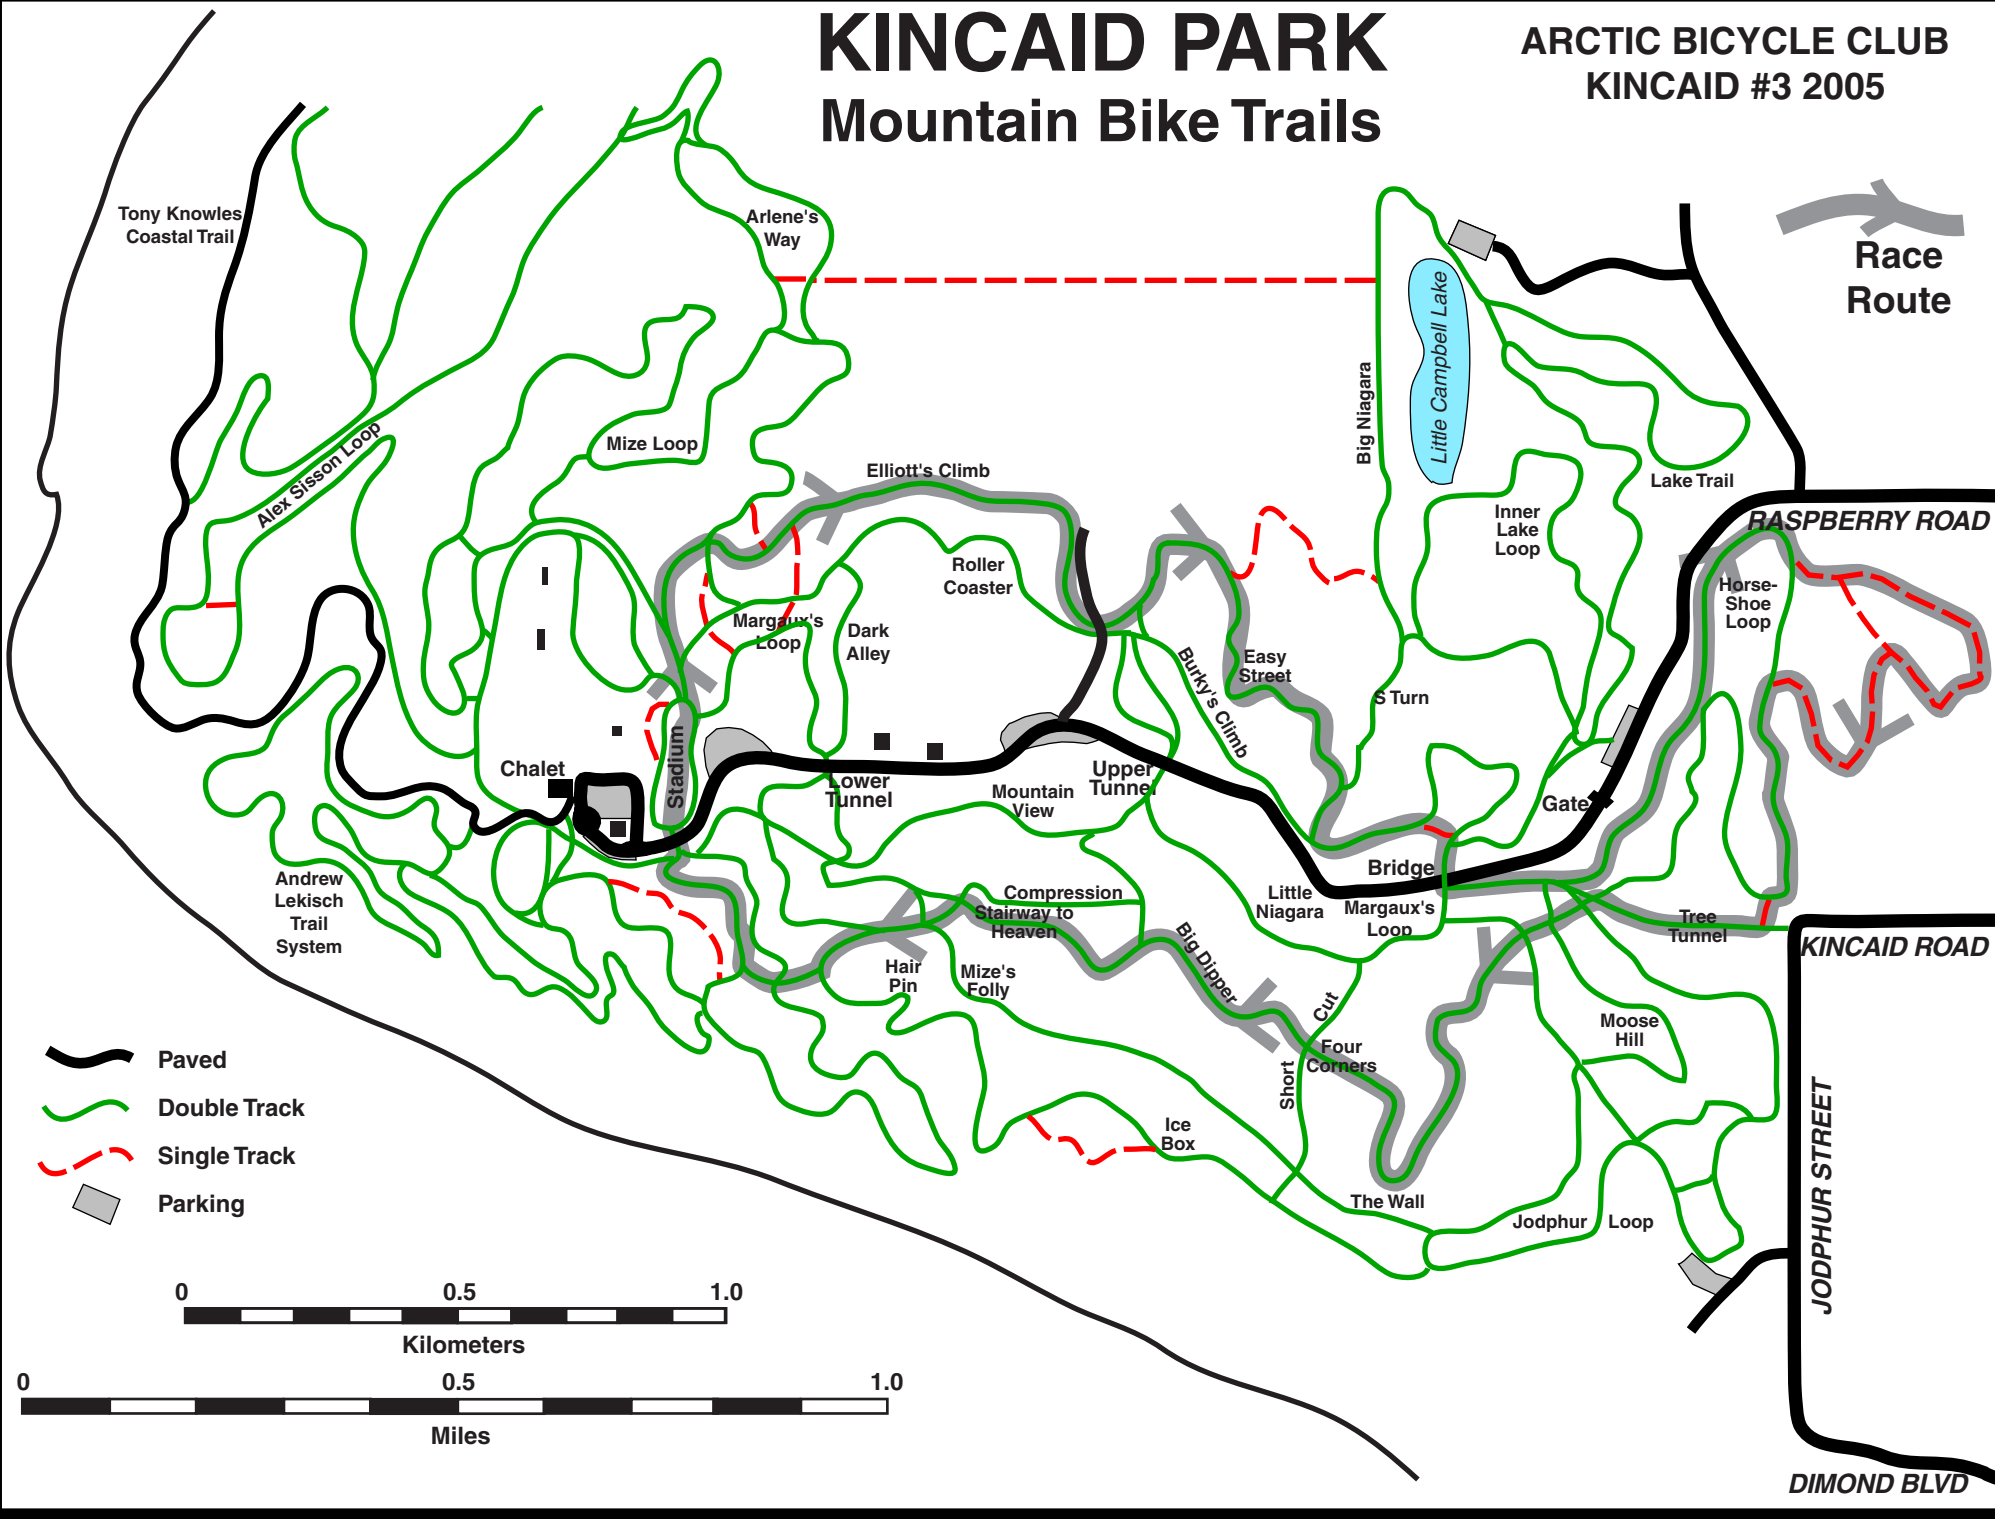 KINCAID PARK
Mountain Bike Trails
ARCTIC BICYCLE CLUB
KINCAID #3 2005
Race
Route
Tony Knowles
Coastal Trail
Arlene's
Way
Little Campbell Lake
Big Niagara
Alex Sisson Loop
Mize Loop
Elliott's Climb
Lake Trail
RASPBERRY ROAD
Inner
Lake
Loop
Roller
Coaster
Horse-
Shoe
Loop
Margaux's
Loop
Dark
Alley
Burky's Climb
Easy
Street
S Turn
Stadium
Chalet
Lower
Tunnel
Mountain
View
Upper
Tunnel
Gate
Bridge
Andrew
Lekisch
Trail
System
Compression
Stairway to
Heaven
Little
Niagara
Margaux's
Loop
Tree
Tunnel
KINCAID ROAD
Hair
Pin
Mize's
Folly
Big Dipper
Short
Cut
Four
Corners
Moose
Hill
Ice
Box
The Wall
Jodphur Loop
JODPHUR STREET
DIMOND BLVD
Paved
Double Track
Single Track
Parking
0 0.5 1.0
Kilometers
0 0.5 1.0
Miles